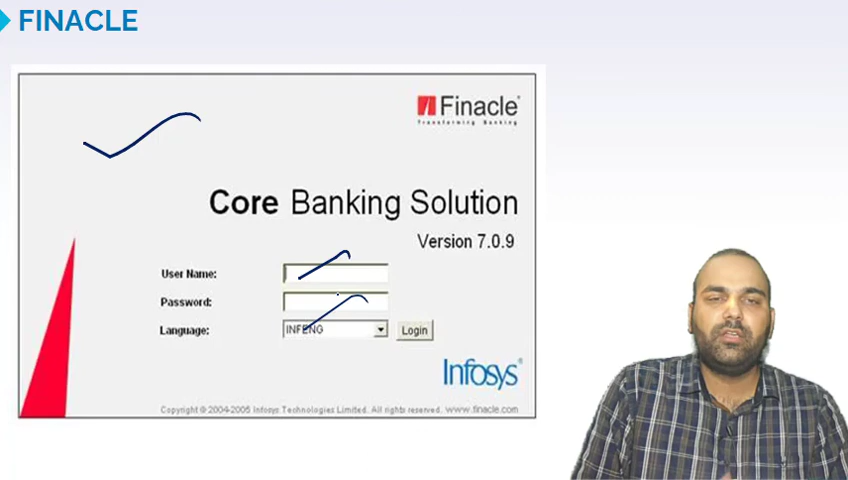 FINACLE
Finacle
Transforming Banking
Core Banking Solution
Version 7.0.9
User Name:
Password:
Language: INFENG Login
Infosys®
Copyright © 2004-2005 Infosys Technologies Limited. All rights reserved. www.finacle.com